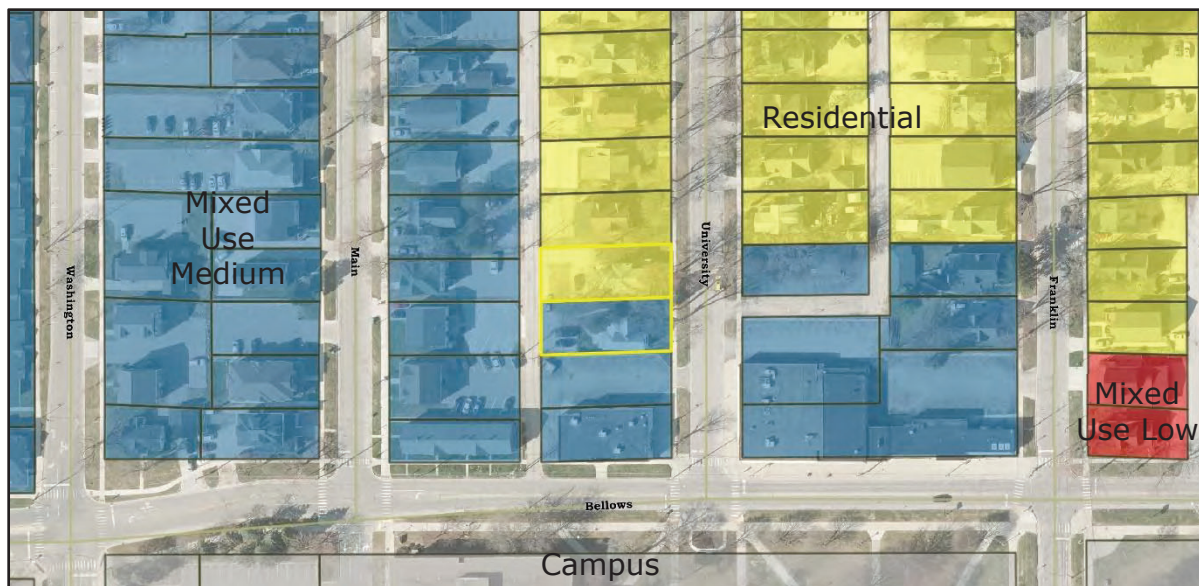 Residential
Mixed
Use
Medium
University
Main
Washington
Franklin
Mixed
Use Low
Bellows
Campus